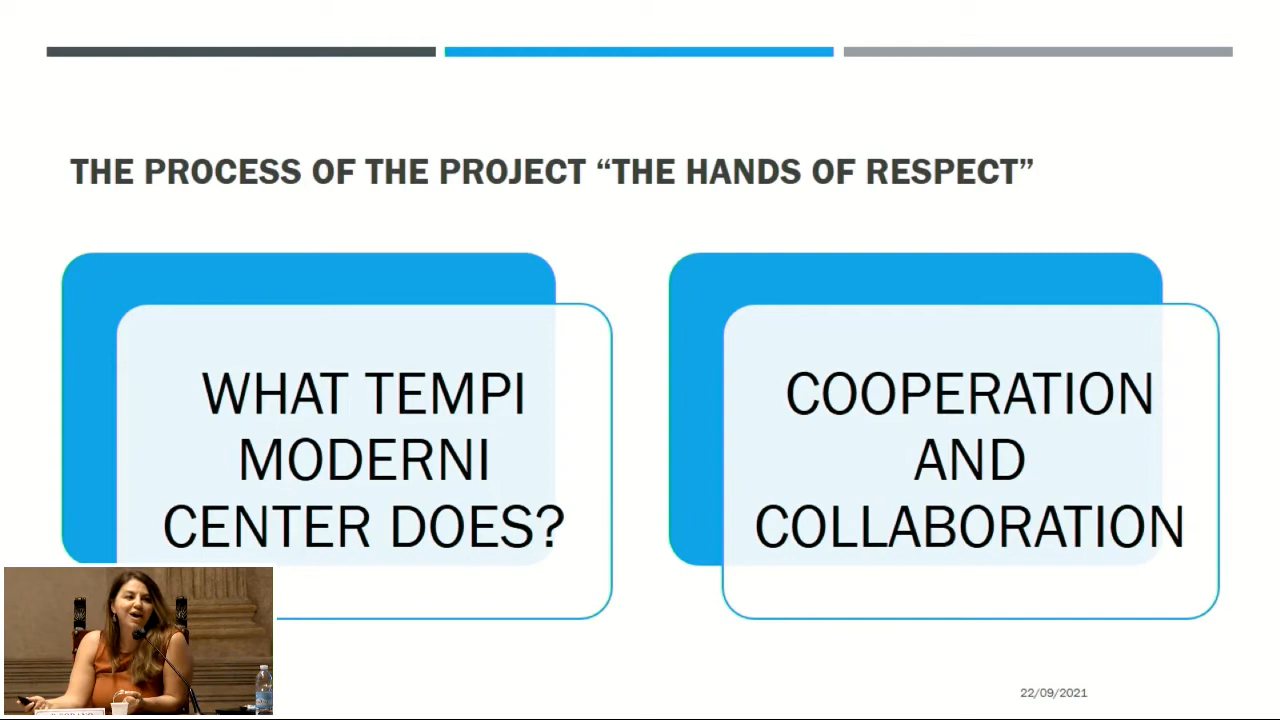 THE PROCESS OF THE PROJECT “THE HANDS OF RESPECT”
WHAT TEMPI
MODERNI
CENTER DOES?
COOPERATION
AND
COLLABORATION
22/09/2021